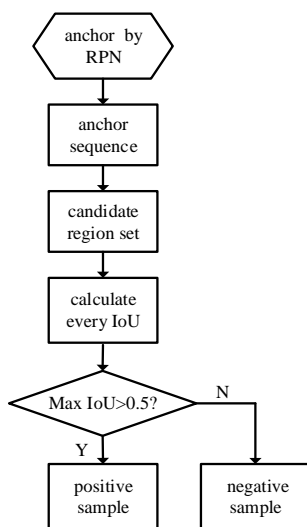 anchor by
RPN
anchor
sequence
candidate
region set
calculate
every IoU
Max IoU>0.5?
N
Y
positive
sample
negative
sample